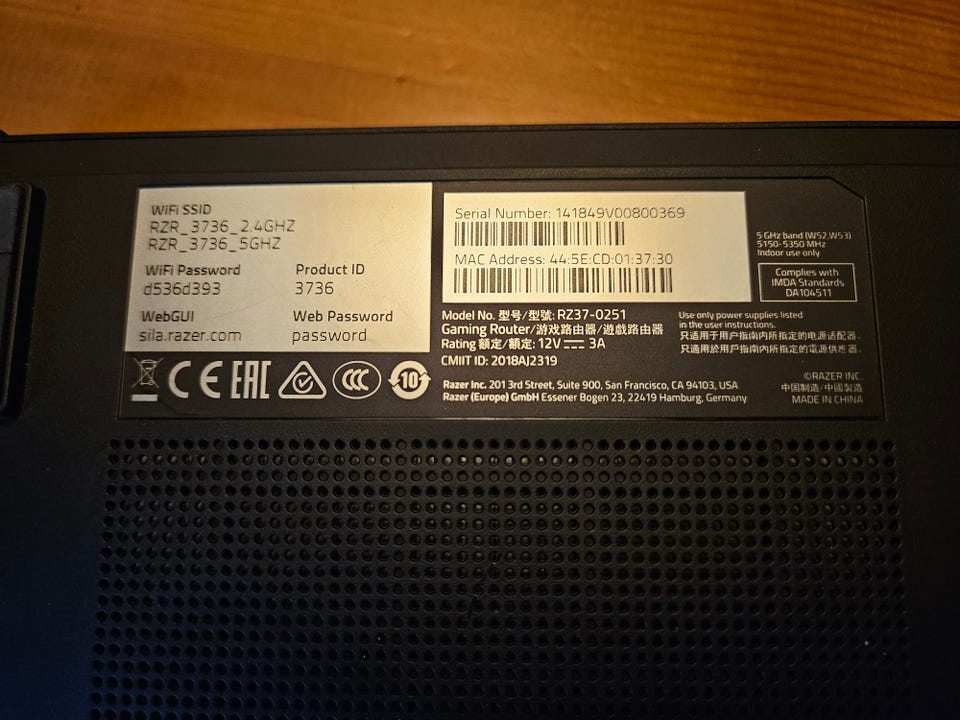 WiFi SSID
RZR_3736_2.4GHZ
RZR_3736_5GHZ
WiFi Password Product ID
d536d393 3736
WebGUI Web Password
sila.razer.com password
Serial Number: 141849V00800369
MAC Address: 44:5E:CD:01:37:30
5 GHz band (W52,W53)
5150-5350 MHz
Indoor use only
Complies with
IMDA Standards
DA104511
Model No. 型号/型號: RZ37-0251
Gaming Router/游戏路由器/遊戲路由器
Rating 额定/額定: 12V 3A
CMIIT ID: 2018AJ2319
Use only power supplies listed
in the user instructions.
只适用于用户指南内所指定的电源适配器.
只適用於用戶指南內所指定的電源供應器.
CE EAC CCC 10
Razer Inc. 201 3rd Street, Suite 900, San Francisco, CA 94103, USA
Razer (Europe) GmbH Essener Bogen 23, 22419 Hamburg, Germany
©RAZER INC.
中国制造/中國製造
MADE IN CHINA